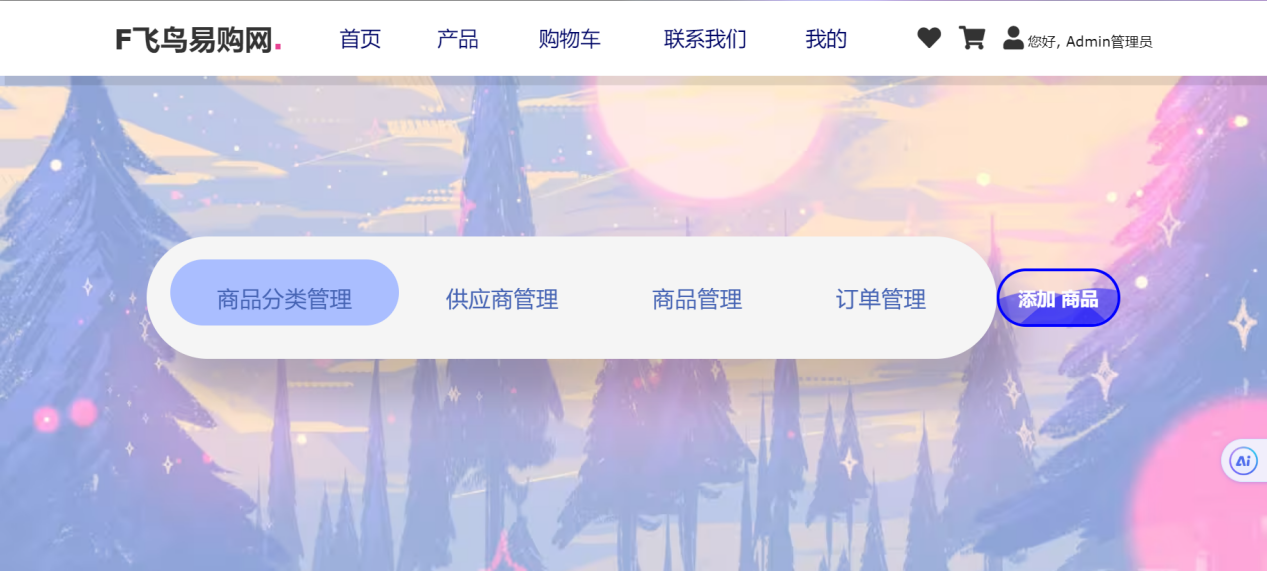 F飞鸟易购网. 首页 产品 购物车 联系我们 我的 您好, Admin管理员
商品分类管理 供应商管理 商品管理 订单管理 添加 商品
Ai